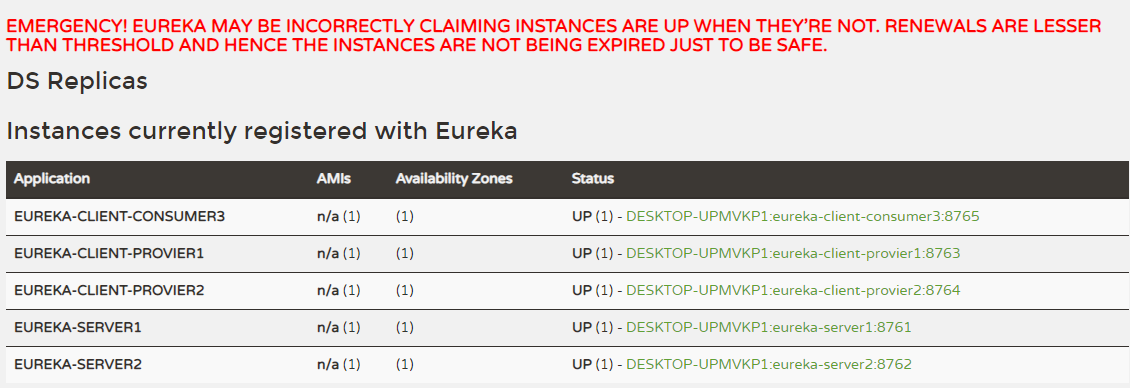 EMERGENCY! EUREKA MAY BE INCORRECTLY CLAIMING INSTANCES ARE UP WHEN THEY'RE NOT. RENEWALS ARE LESSER
THAN THRESHOLD AND HENCE THE INSTANCES ARE NOT BEING EXPIRED JUST TO BE SAFE.
DS Replicas
Instances currently registered with Eureka
Application AMIs Availability Zones Status
EUREKA-CLIENT-CONSUMER3 n/a (1) (1) UP (1) - DESKTOP-UPMVKP1:eureka-client-consumer3:8765
EUREKA-CLIENT-PROVIER1 n/a (1) (1) UP (1) - DESKTOP-UPMVKP1:eureka-client-provier1:8763
EUREKA-CLIENT-PROVIER2 n/a (1) (1) UP (1) - DESKTOP-UPMVKP1:eureka-client-provier2:8764
EUREKA-SERVER1 n/a (1) (1) UP (1) - DESKTOP-UPMVKP1:eureka-server1:8761
EUREKA-SERVER2 n/a (1) (1) UP (1) - DESKTOP-UPMVKP1:eureka-server2:8762